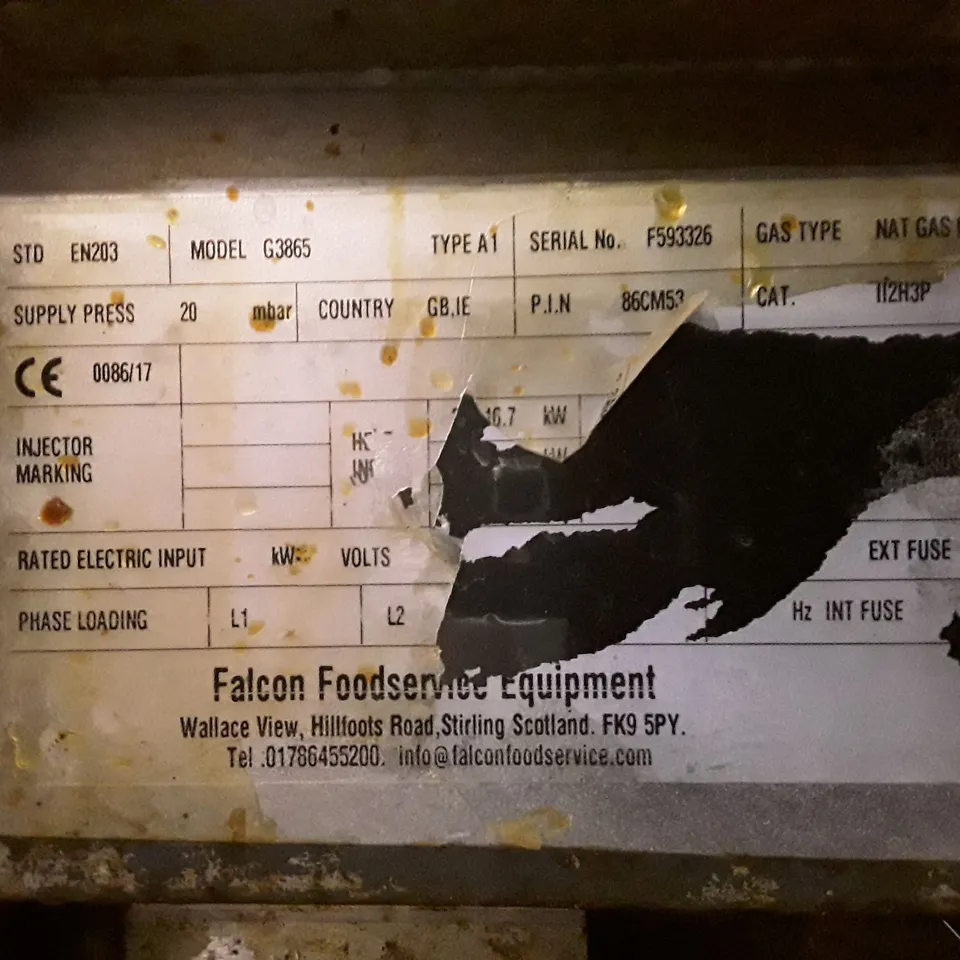 STD EN203 MODEL G3865 TYPE A1 SERIAL No. F593326 GAS TYPE NAT GAS
SUPPLY PRESS 20 mbar COUNTRY GB.IE P.I.N 86CM53 CAT. II2H3P
CE 0086/17
INJECTOR
MARKING
kW
RATED ELECTRIC INPUT kW VOLTS EXT FUSE
PHASE LOADING L1 L2 Hz INT FUSE
Falcon Foodservice Equipment
Wallace View, Hillfoots Road,Stirling Scotland. FK9 5PY.
Tel :01786455200. info@falconfoodservice.com